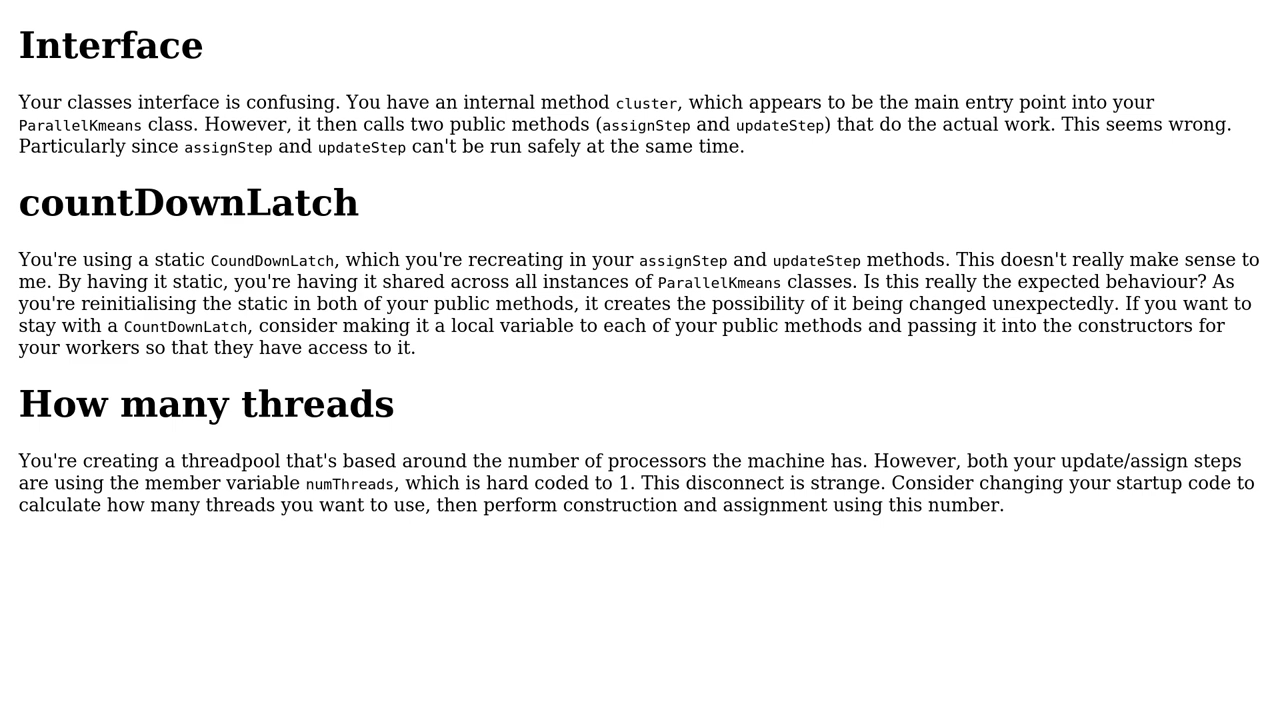 Interface
Your classes interface is confusing. You have an internal method cluster, which appears to be the main entry point into your
ParallelKmeans class. However, it then calls two public methods (assignStep and updateStep) that do the actual work. This seems wrong.
Particularly since assignStep and updateStep can't be run safely at the same time.
countDownLatch
You're using a static CoundDownLatch, which you're recreating in your assignStep and updateStep methods. This doesn't really make sense to
me. By having it static, you're having it shared across all instances of ParallelKmeans classes. Is this really the expected behaviour? As
you're reinitialising the static in both of your public methods, it creates the possibility of it being changed unexpectedly. If you want to
stay with a CountDownLatch, consider making it a local variable to each of your public methods and passing it into the constructors for
your workers so that they have access to it.
How many threads
You're creating a threadpool that's based around the number of processors the machine has. However, both your update/assign steps
are using the member variable numThreads, which is hard coded to 1. This disconnect is strange. Consider changing your startup code to
calculate how many threads you want to use, then perform construction and assignment using this number.